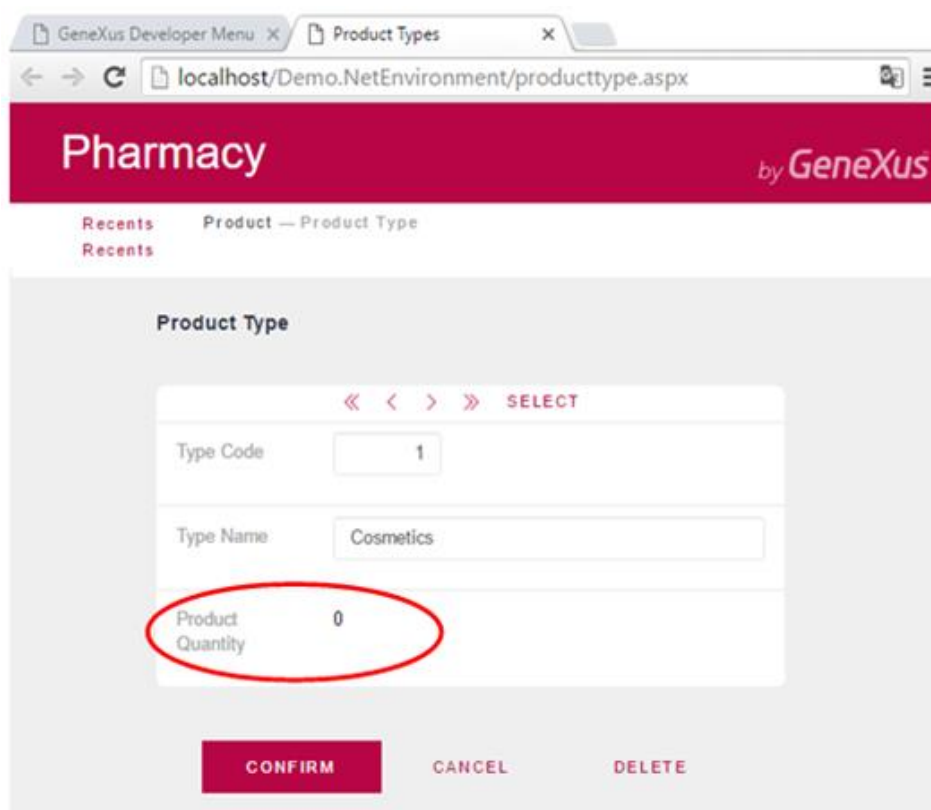 GeneXus Developer Menu × Product Types ×
localhost/Demo.NetEnvironment/producttype.aspx
Pharmacy
by GeneXus
Recents Product — Product Type
Recents
Product Type
« < > » SELECT
Type Code 1
Type Name Cosmetics
Product 0
Quantity
CONFIRM CANCEL DELETE